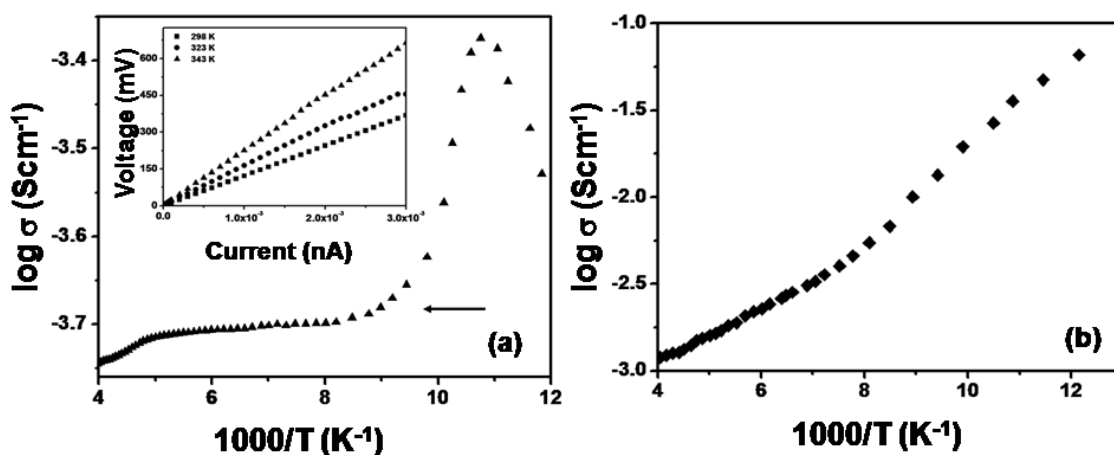 -3.4
-3.5
-3.6
-3.7
log σ (Scm⁻¹)
4 6 8 10 12
1000/T (K⁻¹)
(a)
298 K
323 K
343 K
600
450
300
150
0
Voltage (mV)
0.0 1.0x10⁻³ 2.0x10⁻³ 3.0x10⁻³
Current (nA)
-1.0
-1.5
-2.0
-2.5
-3.0
log σ (Scm⁻¹)
4 6 8 10 12
1000/T (K⁻¹)
(b)